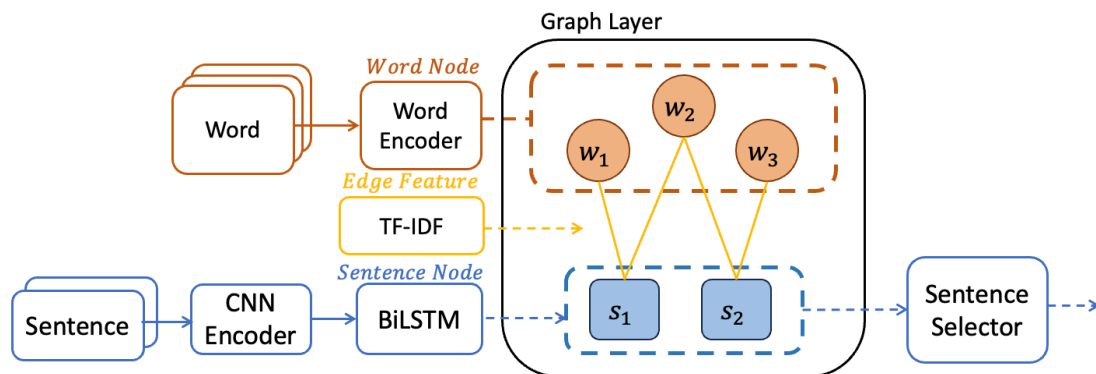 Graph Layer
Word Node
Word
Word
Encoder
w₁
w₂
w₃
Edge Feature
TF-IDF
Sentence Node
Sentence
CNN
Encoder
BiLSTM
s₁
s₂
Sentence
Selector